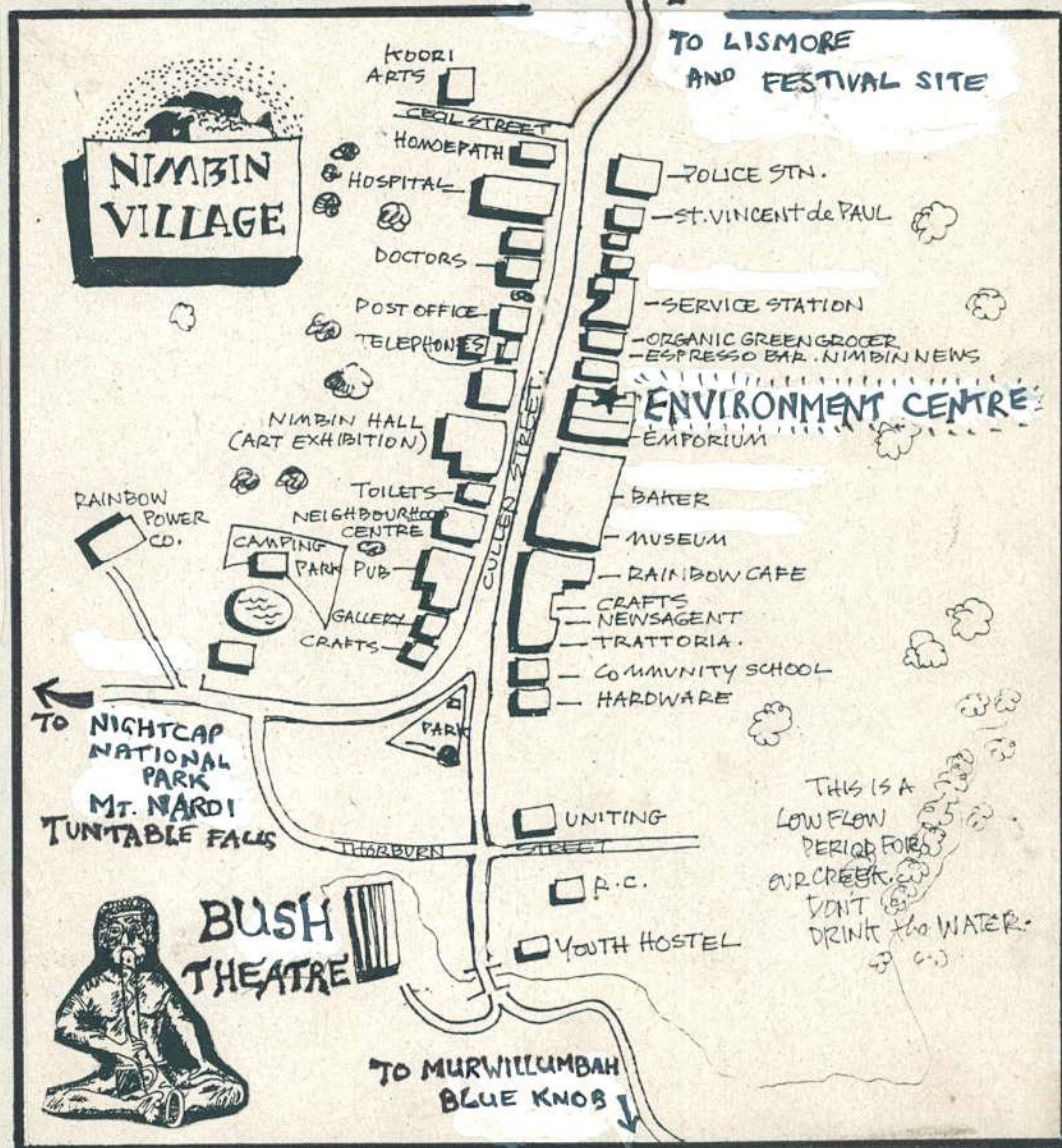 TO LISMORE
AND FESTIVAL SITE
KOORI
ARTS
CECIL STREET
NIMBIN
VILLAGE
HOMOEPATH
HOSPITAL
DOCTORS
POST OFFICE
TELEPHONES
NIMBIN HALL
(ART EXHIBITION)
TOILETS
NEIGHBOURHOOD
CENTRE
RAINBOW
POWER
CO.
CAMPING
PARK
PUB
GALLERY
CRAFTS
CULLEN STREET.
POLICE STN.
ST. VINCENT de PAUL
SERVICE STATION
ORGANIC GREENGROCER
ESPRESSO BAR. NIMBIN NEWS
ENVIRONMENT CENTRE
EMPORIUM
BAKER
MUSEUM
RAINBOW CAFE
CRAFTS
NEWSAGENT
TRATTORIA.
COMMUNITY SCHOOL
HARDWARE
PARK
TO NIGHTCAP
NATIONAL
PARK
MT. NARDI
TUNTABLE FALLS
THORBURN STREET
UNITING
R.C.
YOUTH HOSTEL
THIS IS A
LOW FLOW
PERIOD FOR
OUR CREEK.
DON'T
DRINK the WATER.
BUSH
THEATRE
TO MURWILLUMBAH
BLUE KNOB